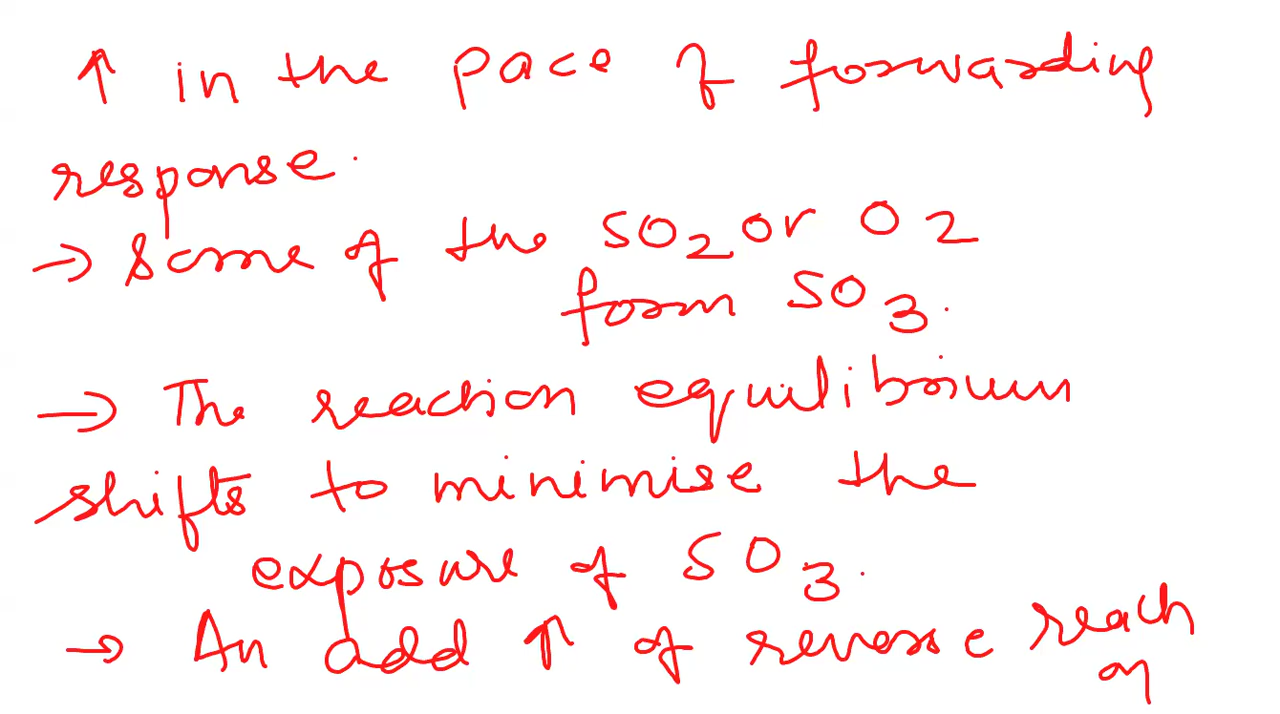 ↑ in the pace of forwarding
response.
→ Some of the SO2 or O2
form SO3.
→ The reaction equilibrium
shifts to minimise the
exposure of SO3.
→ An add ↑ of reverse reacti
on